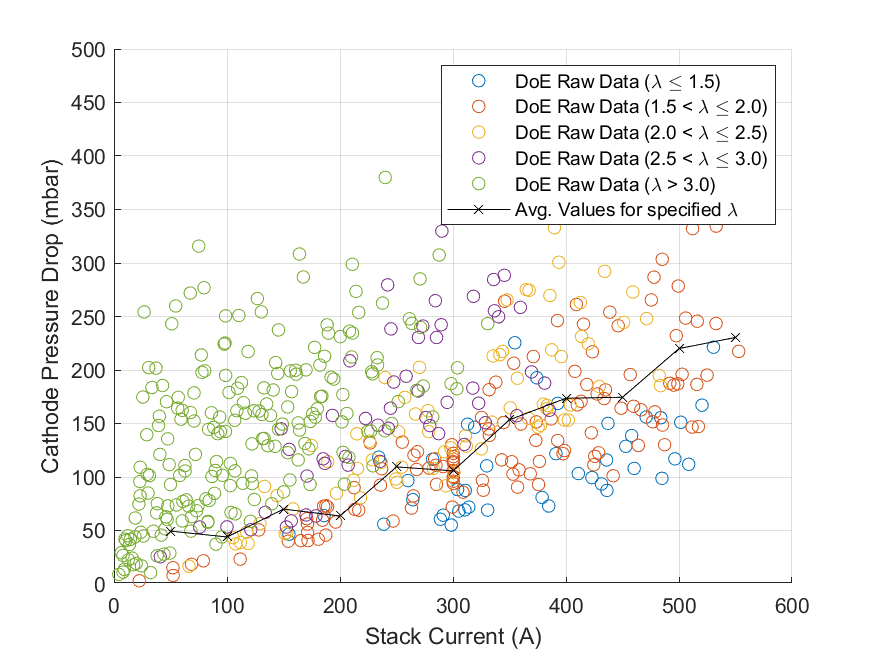 500
450
400
350
300
250
200
150
100
50
0
0 100 200 300 400 500 600
Cathode Pressure Drop (mbar)
Stack Current (A)
DoE Raw Data (λ ≤ 1.5)
DoE Raw Data (1.5 < λ ≤ 2.0)
DoE Raw Data (2.0 < λ ≤ 2.5)
DoE Raw Data (2.5 < λ ≤ 3.0)
DoE Raw Data (λ > 3.0)
Avg. Values for specified λ